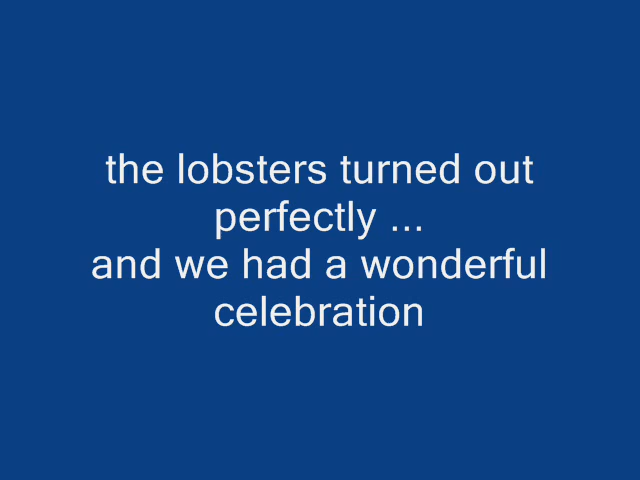 the lobsters turned out
perfectly ...
and we had a wonderful
celebration